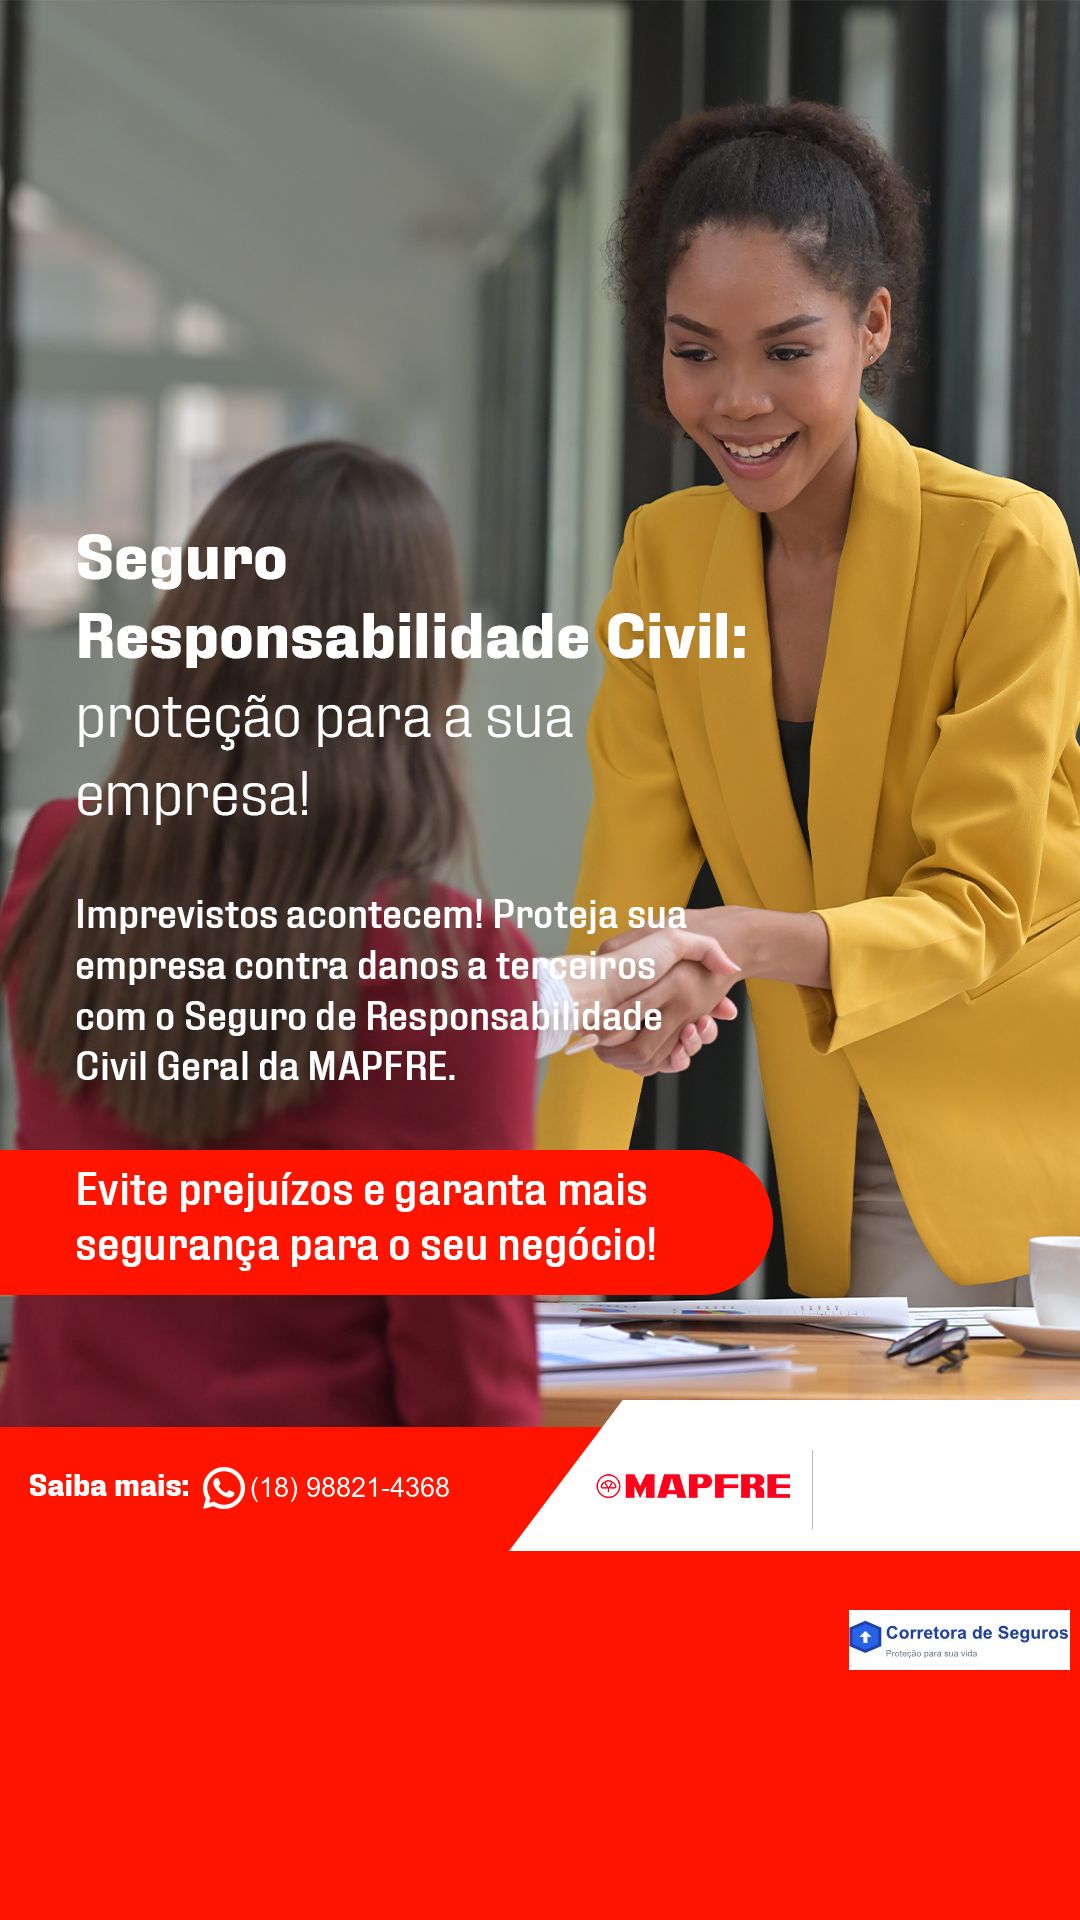 Seguro
Responsabilidade Civil:
proteção para a sua
empresa!
Imprevistos acontecem! Proteja sua
empresa contra danos a terceiros
com o Seguro de Responsabilidade
Civil Geral da MAPFRE.
Evite prejuízos e garanta mais
segurança para o seu negócio!
Saiba mais: (18) 98821-4368
MAPFRE
Corretora de Seguros
Proteção para sua vida